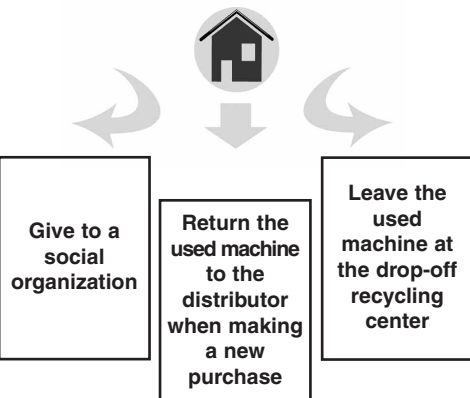 Give to a
social
organization
Return the
used machine
to the
distributor
when making
a new
purchase
Leave the
used
machine at
the drop-off
recycling
center